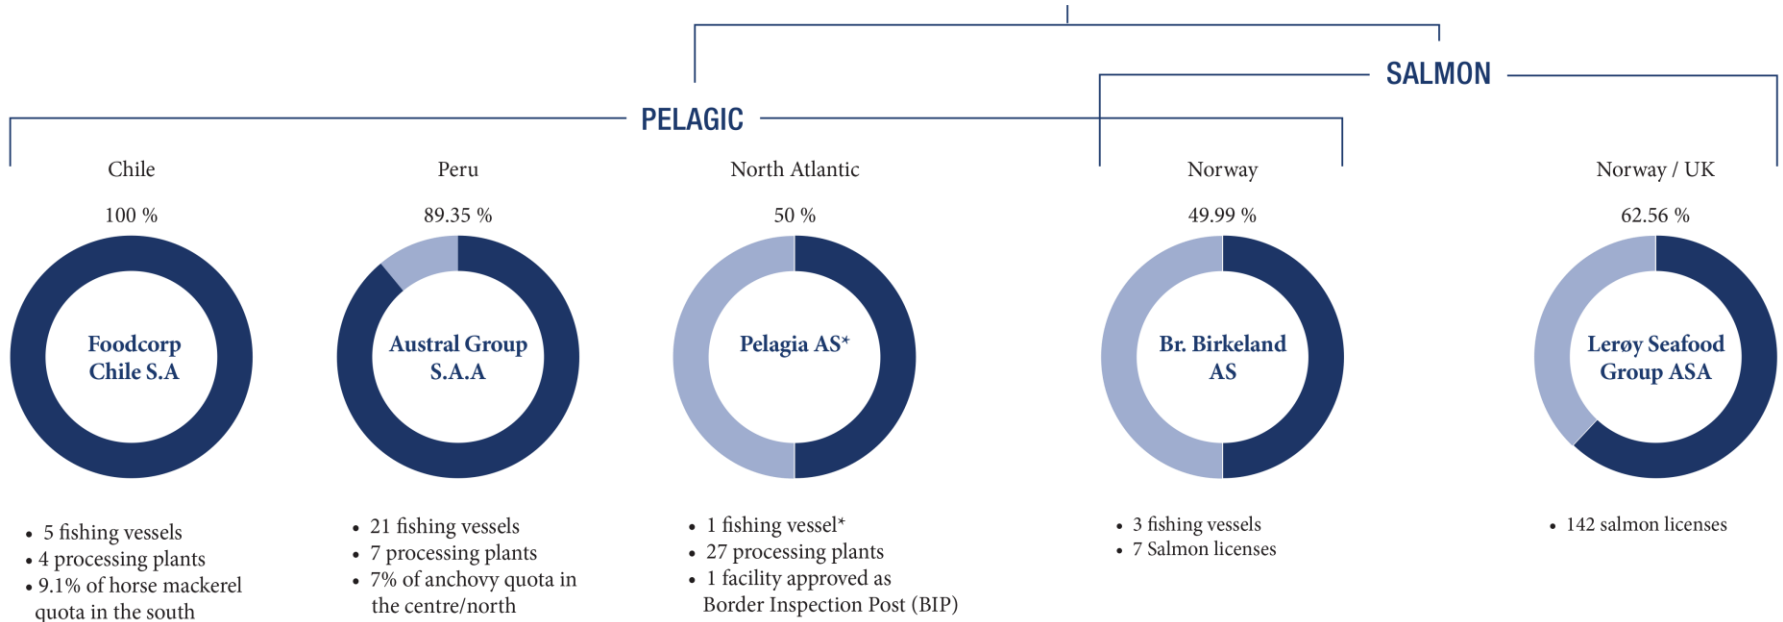 SALMON
PELAGIC
Chile
100 %
Foodcorp
Chile S.A
• 5 fishing vessels
• 4 processing plants
• 9.1% of horse mackerel
quota in the south
Peru
89.35 %
Austral Group
S.A.A
• 21 fishing vessels
• 7 processing plants
• 7% of anchovy quota in
the centre/north
North Atlantic
50 %
Pelagia AS*
• 1 fishing vessel*
• 27 processing plants
• 1 facility approved as
Border Inspection Post (BIP)
Norway
49.99 %
Br. Birkeland
AS
• 3 fishing vessels
• 7 Salmon licenses
Norway / UK
62.56 %
Lerøy Seafood
Group ASA
• 142 salmon licenses